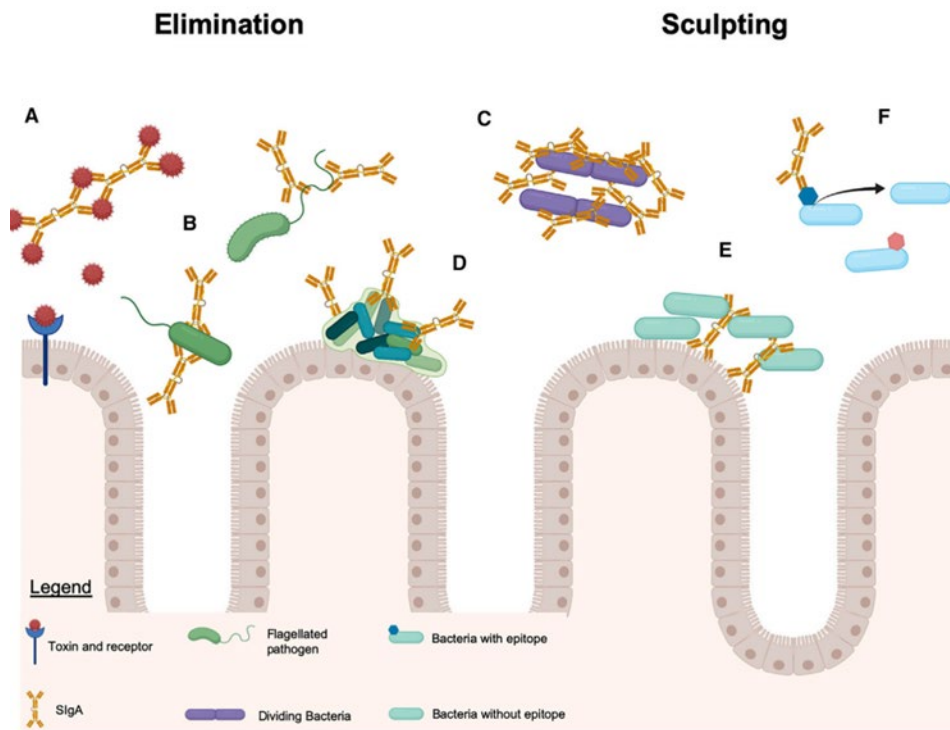 Elimination
Sculpting
A
B
C
D
E
F
Legend
Toxin and receptor
Flagellated
pathogen
Bacteria with epitope
SIgA
Dividing Bacteria
Bacteria without epitope